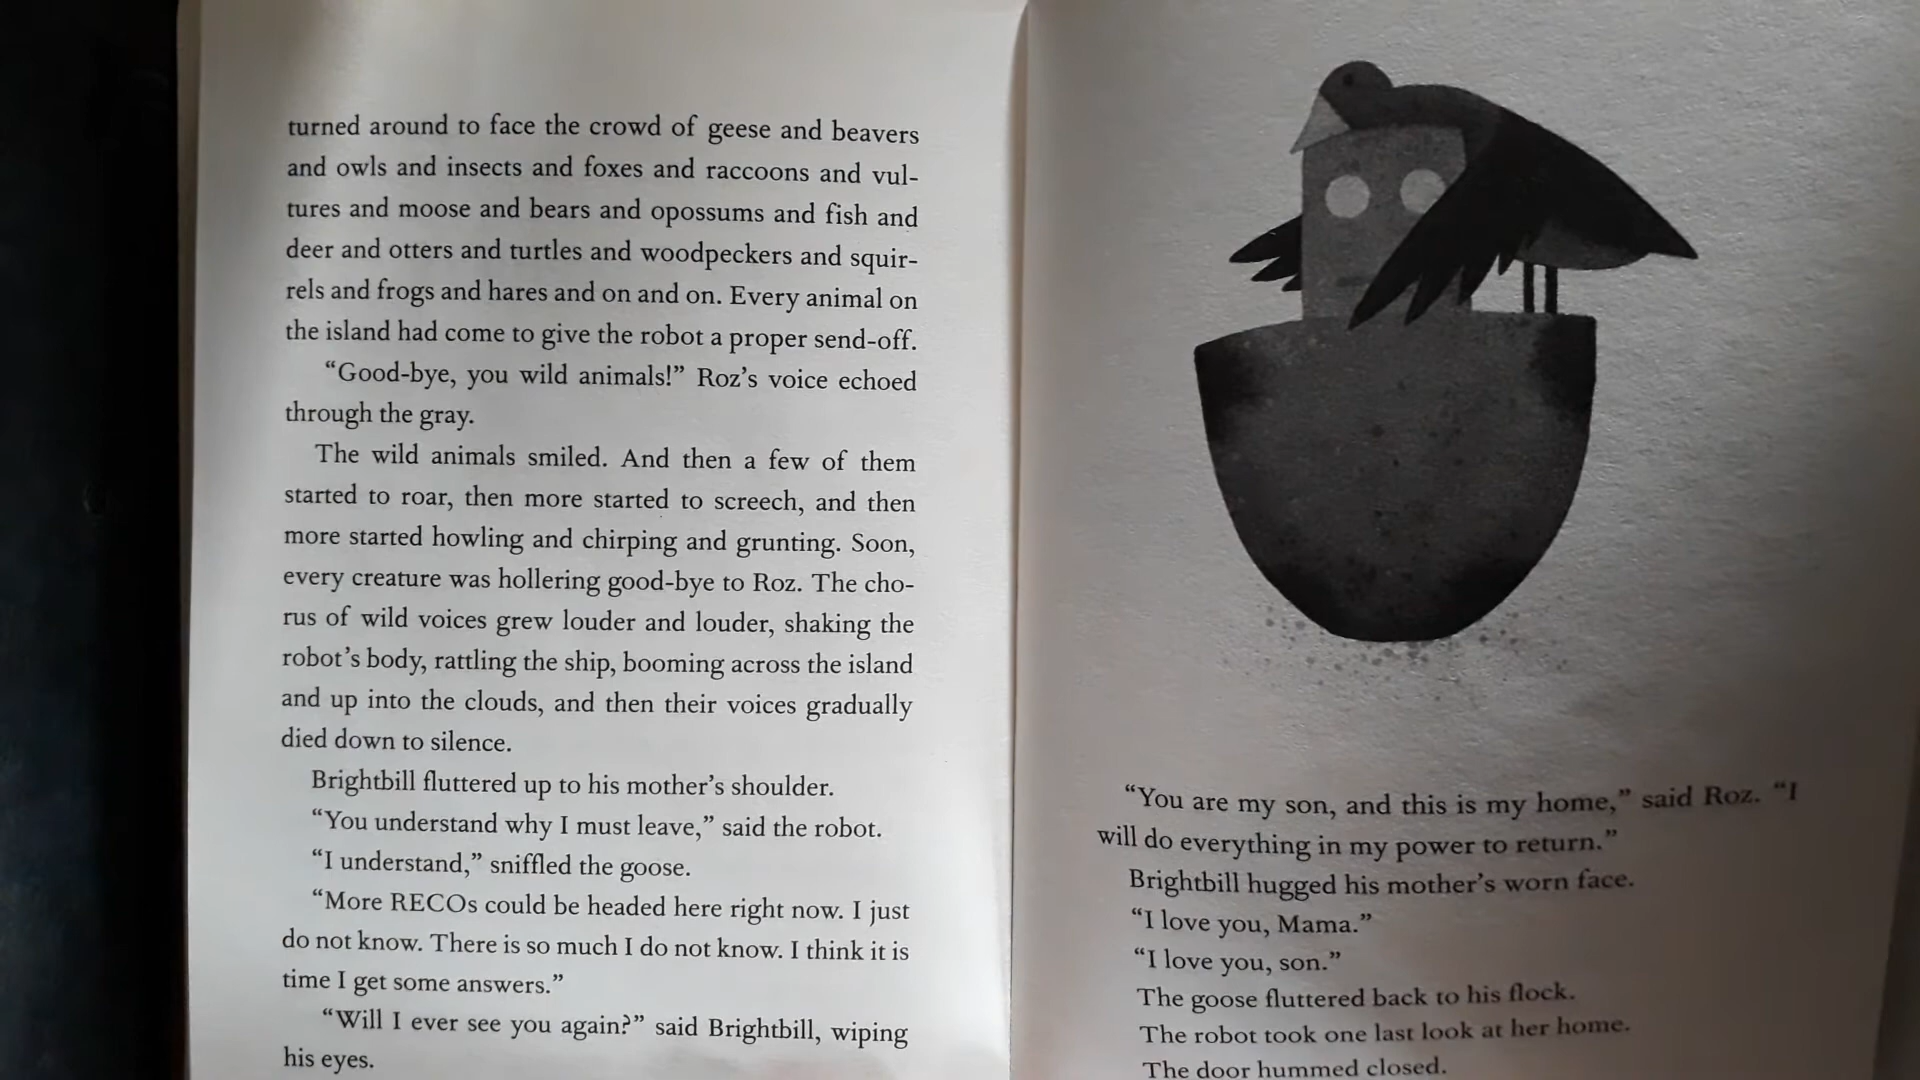 turned around to face the crowd of geese and beavers
and owls and insects and foxes and raccoons and vul-
tures and moose and bears and opossums and fish and
deer and otters and turtles and woodpeckers and squir-
rels and frogs and hares and on and on. Every animal on
the island had come to give the robot a proper send-off.
“Good-bye, you wild animals!” Roz’s voice echoed
through the gray.
The wild animals smiled. And then a few of them
started to roar, then more started to screech, and then
more started howling and chirping and grunting. Soon,
every creature was hollering good-bye to Roz. The cho-
rus of wild voices grew louder and louder, shaking the
robot’s body, rattling the ship, booming across the island
and up into the clouds, and then their voices gradually
died down to silence.
Brightbill fluttered up to his mother’s shoulder.
“You understand why I must leave,” said the robot.
“I understand,” sniffled the goose.
“More RECOs could be headed here right now. I just
do not know. There is so much I do not know. I think it is
time I get some answers.”
“Will I ever see you again?” said Brightbill, wiping
his eyes.
“You are my son, and this is my home,” said Roz. “I
will do everything in my power to return.”
Brightbill hugged his mother’s worn face.
“I love you, Mama.”
“I love you, son.”
The goose fluttered back to his flock.
The robot took one last look at her home.
The door hummed closed.